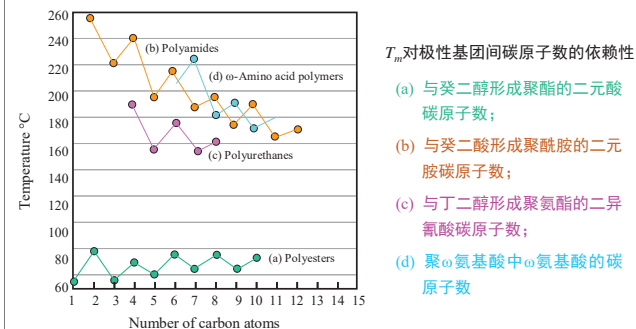 260
240
220
200
180
160
140
120
100
80
60
Temperature °C
(b) Polyamides
(d) ω-Amino acid polymers
(c) Polyurethanes
(a) Polyesters
1 2 3 4 5 6 7 8 9 10 11 12 13 14 15
Number of carbon atoms
Tm对极性基团间碳原子数的依赖性
(a) 与癸二醇形成聚酯的二元酸
碳原子数；
(b) 与癸二酸形成聚酰胺的二元
胺碳原子数；
(c) 与丁二醇形成聚氨酯的二异
氰酸碳原子数；
(d) 聚ω氨基酸中ω氨基酸的碳
原子数